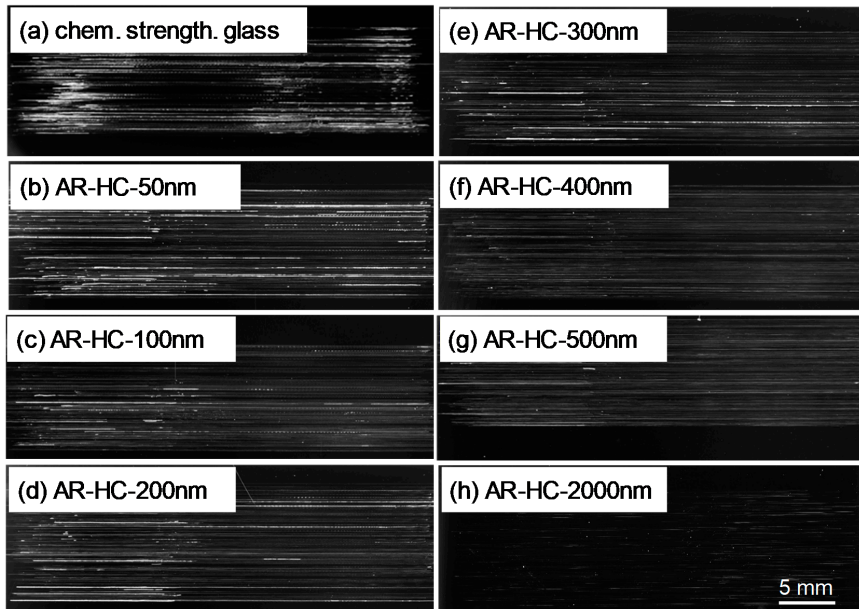 (a) chem. strength. glass
(b) AR-HC-50nm
(c) AR-HC-100nm
(d) AR-HC-200nm
(e) AR-HC-300nm
(f) AR-HC-400nm
(g) AR-HC-500nm
(h) AR-HC-2000nm
5 mm